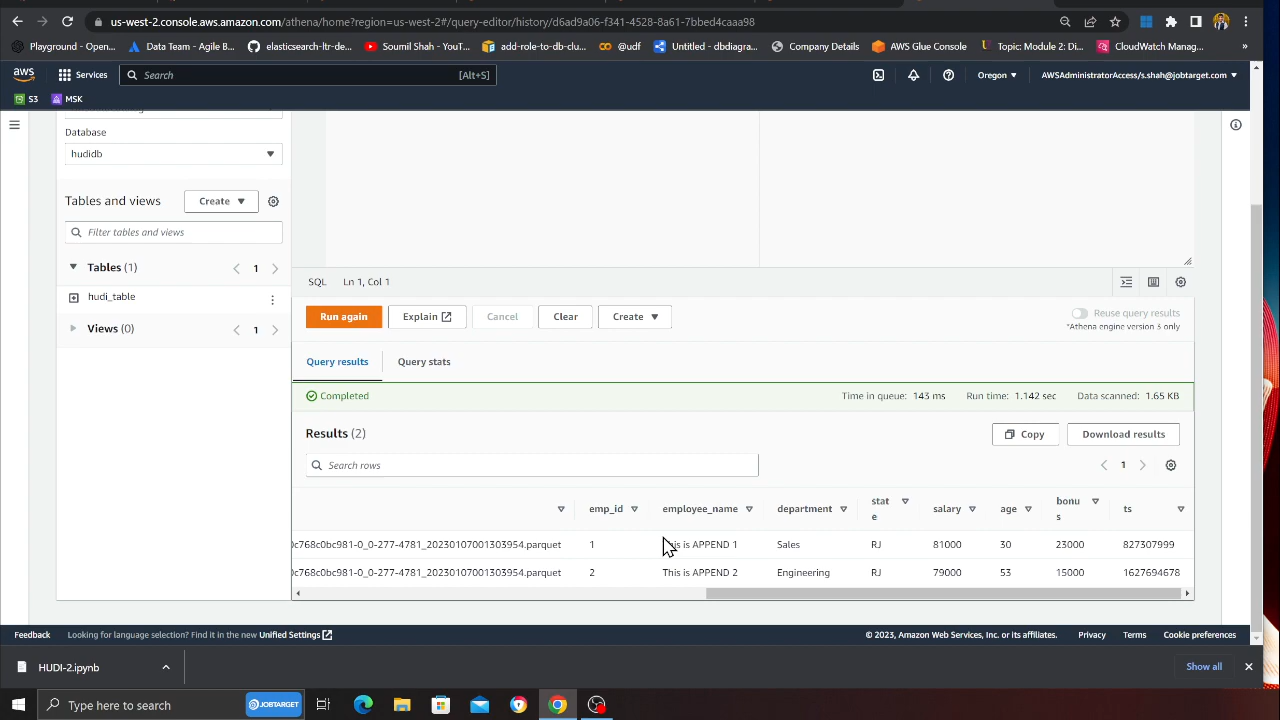 us-west-2.console.aws.amazon.com/athena/home?region=us-west-2#/query-editor/history/d6ad9a06-f341-4528-8a61-7bbed4caaa98
Playground - Open... Data Team - Agile B... elasticsearch-ltr-de... Soumil Shah - YouT... add-role-to-db-clu... @udf Untitled - dbdiagra... Company Details AWS Glue Console Topic: Module 2: Di... CloudWatch Manag... »
aws Services Search [Alt+S] Oregon AWSAdministratorAccess/s.shah@jobtarget.com
S3 MSK
Database
hudidb
Tables and views Create
Filter tables and views
Tables (1) 1
hudi_table
Views (0) 1
SQL Ln 1, Col 1
Run again Explain Cancel Clear Create Reuse query results
*Athena engine version 3 only
Query results Query stats
Completed Time in queue: 143 ms Run time: 1.142 sec Data scanned: 1.65 KB
Results (2) Copy Download results
Search rows 1
emp_id employee_name department state salary age bonus ts
0c768c0bc981-0_0-277-4781_20230107001303954.parquet 1 This is APPEND 1 Sales RJ 81000 30 23000 827307999
0c768c0bc981-0_0-277-4781_20230107001303954.parquet 2 This is APPEND 2 Engineering RJ 79000 53 15000 1627694678
Feedback Looking for language selection? Find it in the new Unified Settings © 2023, Amazon Web Services, Inc. or its affiliates. Privacy Terms Cookie preferences
HUDI-2.ipynb Show all
Type here to search JOBTARGET